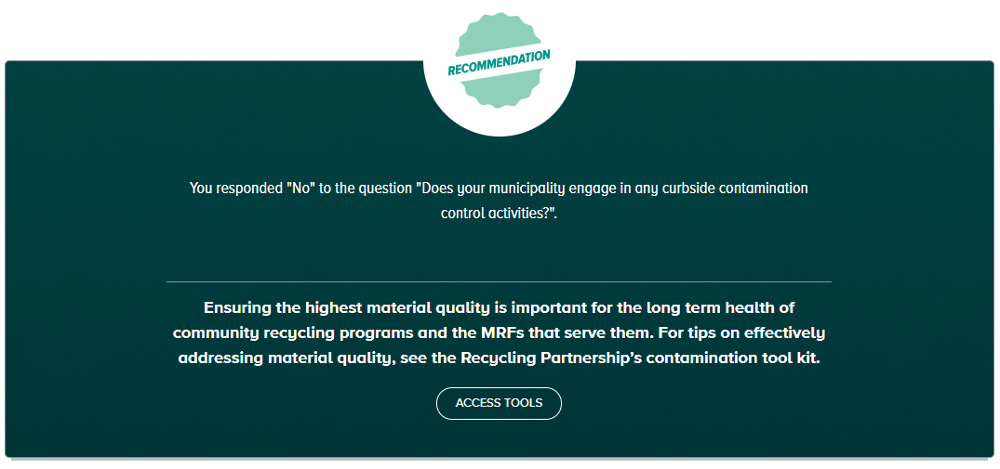 RECOMMENDATION
You responded "No" to the question "Does your municipality engage in any curbside contamination
control activities?".
Ensuring the highest material quality is important for the long term health of
community recycling programs and the MRFs that serve them. For tips on effectively
addressing material quality, see the Recycling Partnership’s contamination tool kit.
ACCESS TOOLS